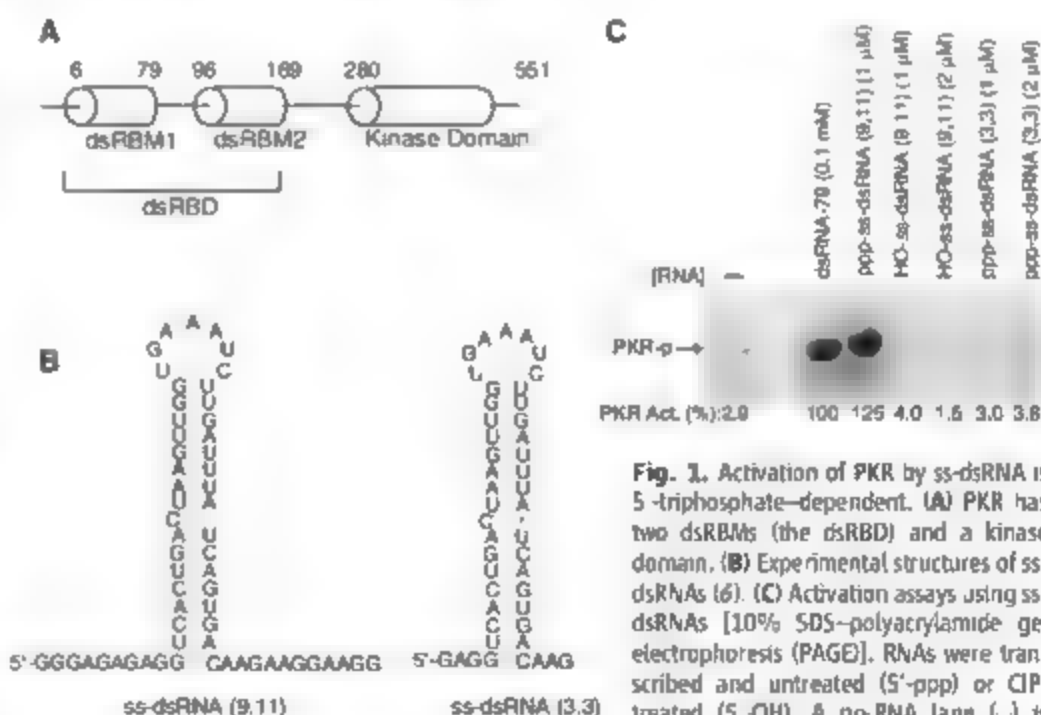 A
6 79 96 169 280 551
dsRBM1 dsRBM2 Kinase Domain
dsRBD
B
5'-GGGAGAGAGG CAAGAAGGAAGG
ss-dsRNA (9,11)
5'-GAGG CAAG
ss-dsRNA (3,3)
C
dsRNA-79 (0.1 mM)
ppp-ss-dsRNA (9,11) (1 µM)
HO-ss-dsRNA (9,11) (1 µM)
HO-ss-dsRNA (9,11) (2 µM)
ppp-ss-dsRNA (3,3) (1 µM)
ppp-ss-dsRNA (3,3) (2 µM)
[RNA] –
PKR-p
PKR Act. (%):2.9 100 125 4.0 1.5 3.0 3.8
Fig. 1. Activation of PKR by ss-dsRNA is
5 -triphosphate–dependent. (A) PKR has
two dsRBMs (the dsRBD) and a kinase
domain. (B) Experimental structures of ss-
dsRNAs (6). (C) Activation assays using ss-
dsRNAs [10% SDS–polyacrylamide gel
electrophoresis (PAGE)]. RNAs were tran-
scribed and untreated (5'-ppp) or CIP
treated (5 -OH). A no-RNA lane (-)